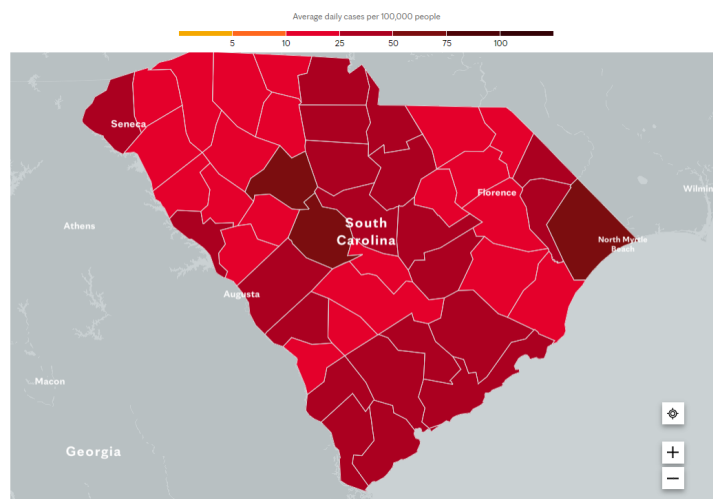 Average daily cases per 100,000 people
5 10 25 50 75 100
Seneca
Florence
Wilmin
Athens
South
Carolina
North Myrtle
Beach
Augusta
Macon
Georgia
+
−